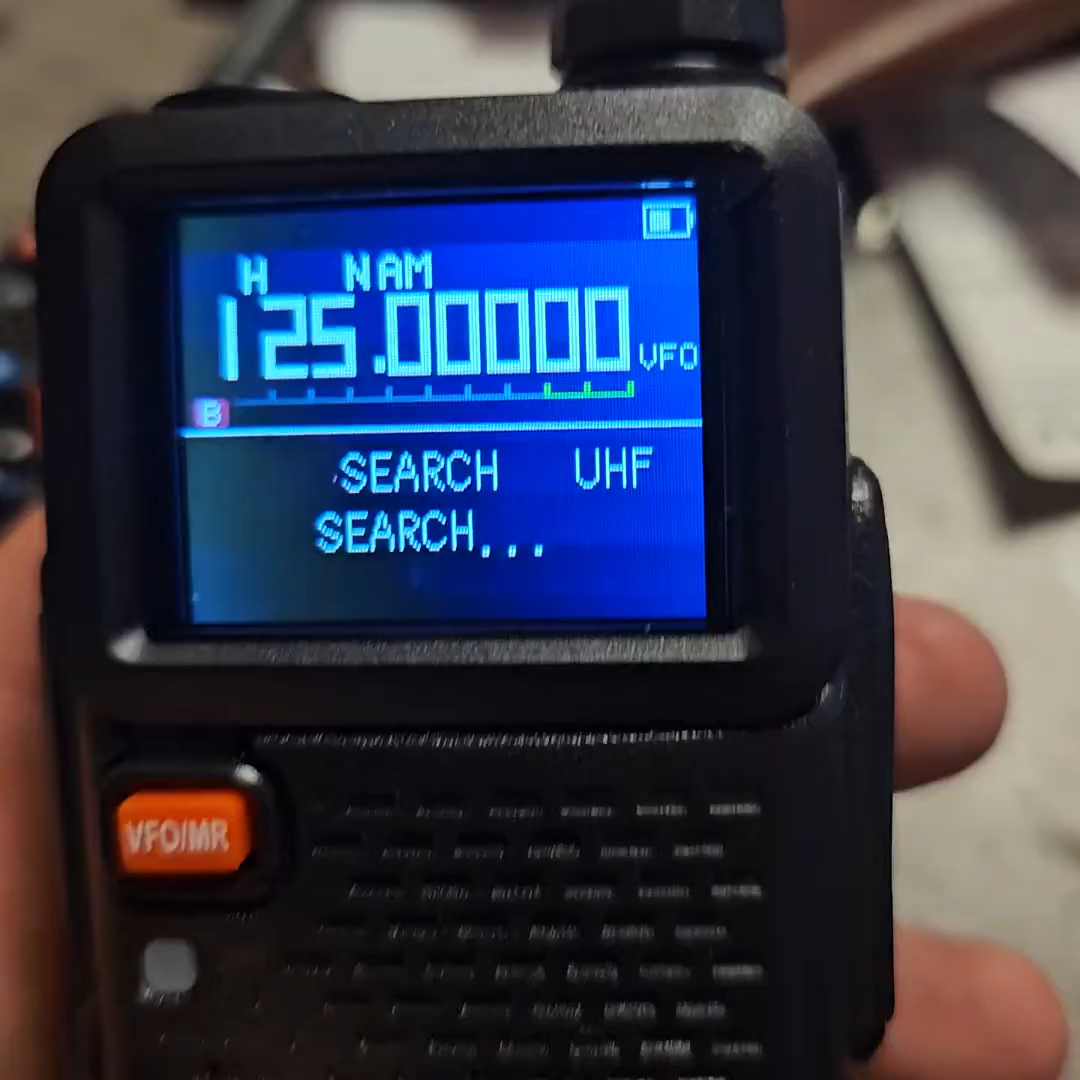 H NAM
125.00000 VFO
B
SEARCH UHF
SEARCH...
VFO/MR